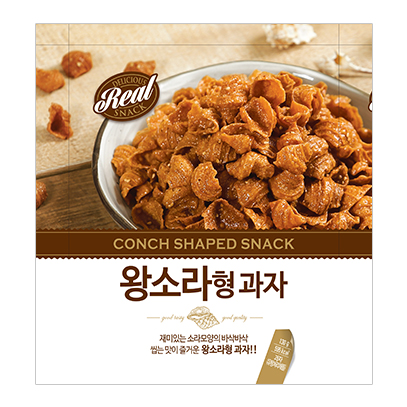 DELICIOUS
Real
SNACK
CONCH SHAPED SNACK
왕소라형 과자
good tasty
good quality
재미있는 소라모양의 바삭바삭
씹는 맛이 즐거운 왕소라형 과자!!